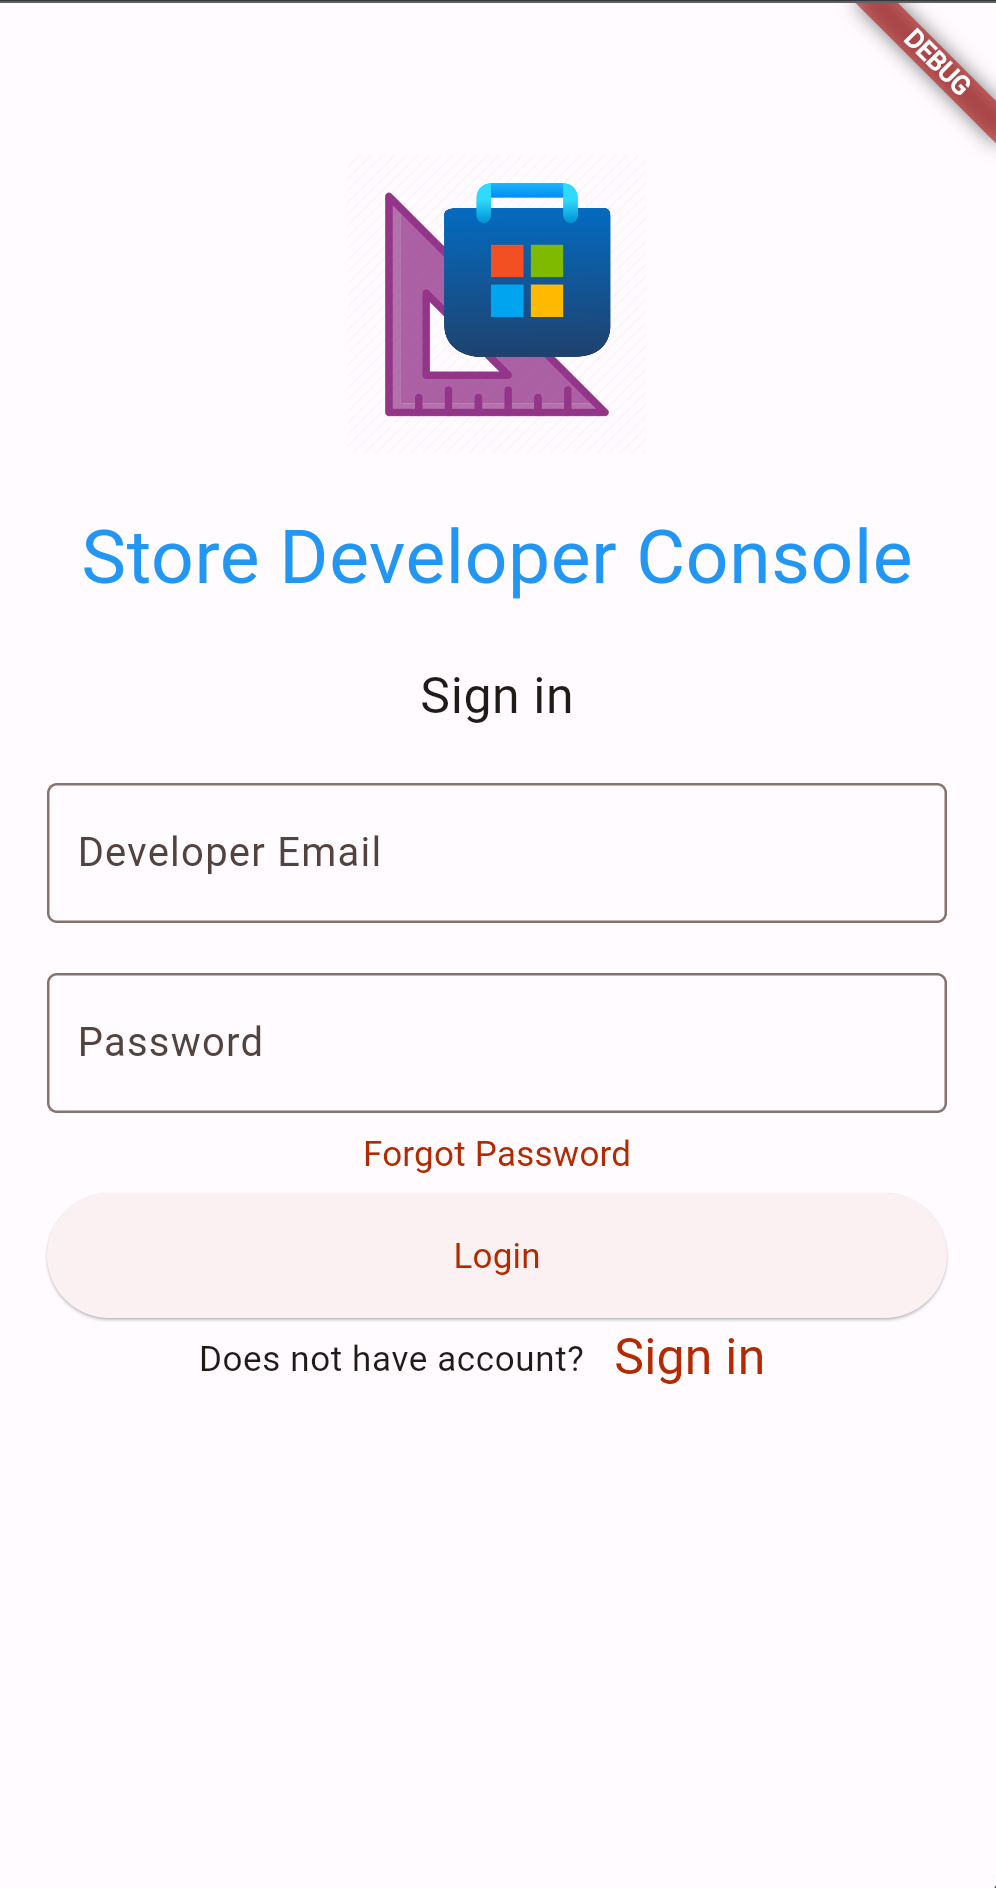 DEBUG
Store Developer Console
Sign in
Developer Email
Password
Forgot Password
Login
Does not have account? Sign in